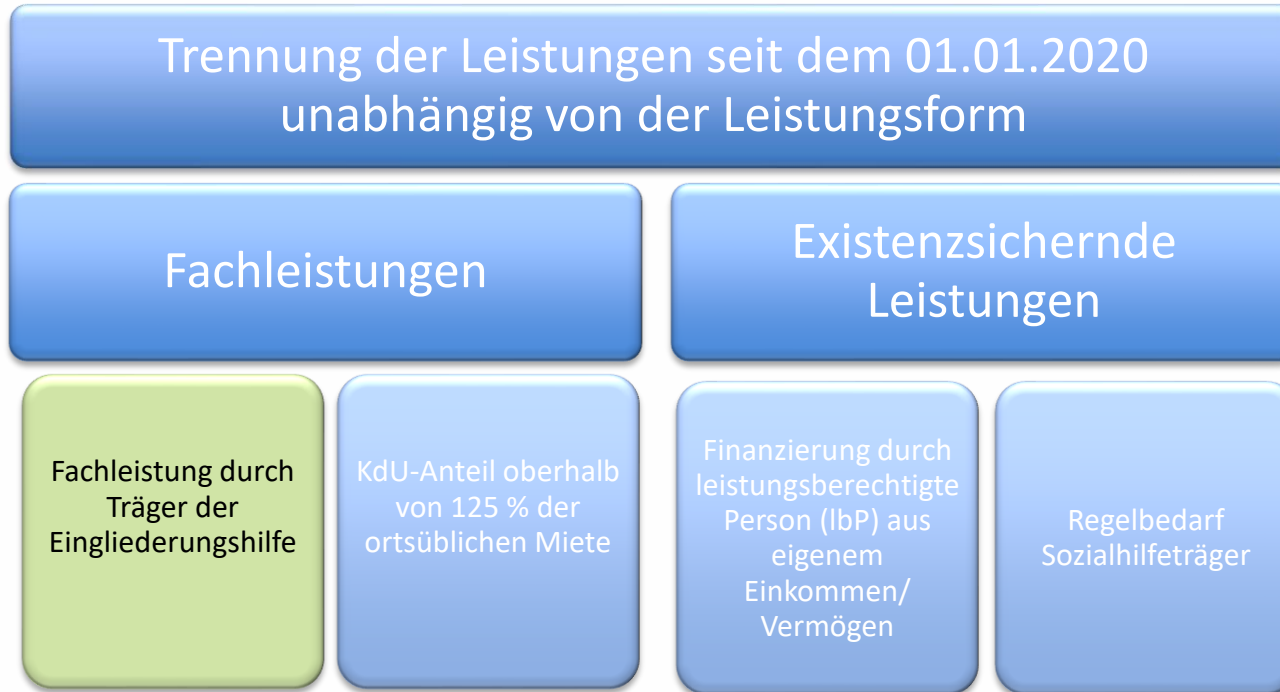 Trennung der Leistungen seit dem 01.01.2020
unabhängig von der Leistungsform
Fachleistungen
Existenzsichernde
Leistungen
Fachleistung durch
Träger der
Eingliederungshilfe
KdU-Anteil oberhalb
von 125 % der
ortsüblichen Miete
Finanzierung durch
leistungsberechtigte
Person (lbP) aus
eigenem
Einkommen/
Vermögen
Regelbedarf
Sozialhilfeträger